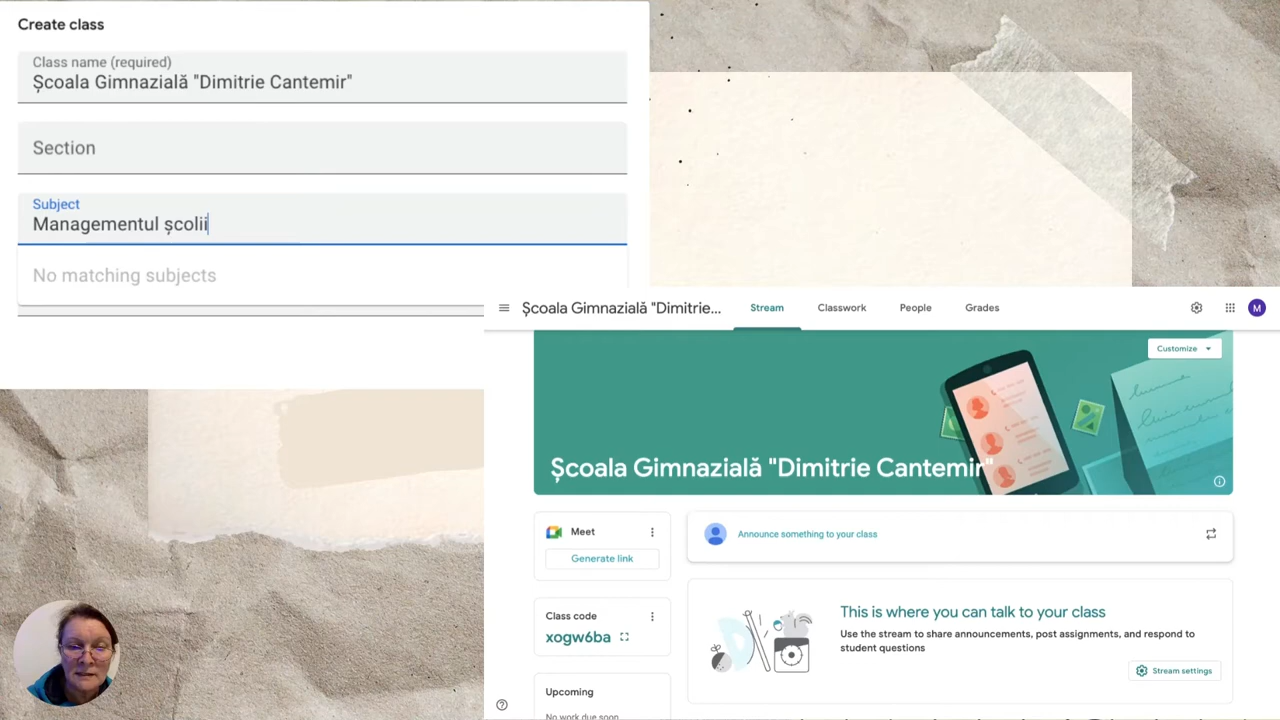 Create class
Class name (required)
Școala Gimnazială "Dimitrie Cantemir"
Section
Subject
Managementul școlii
No matching subjects
Școala Gimnazială "Dimitrie...
Stream
Classwork
People
Grades
M
Customize
Școala Gimnazială "Dimitrie Cantemir"
Meet
Generate link
Announce something to your class
Class code
xogw6ba
This is where you can talk to your class
Use the stream to share announcements, post assignments, and respond to
student questions
Stream settings
Upcoming
No work due soon